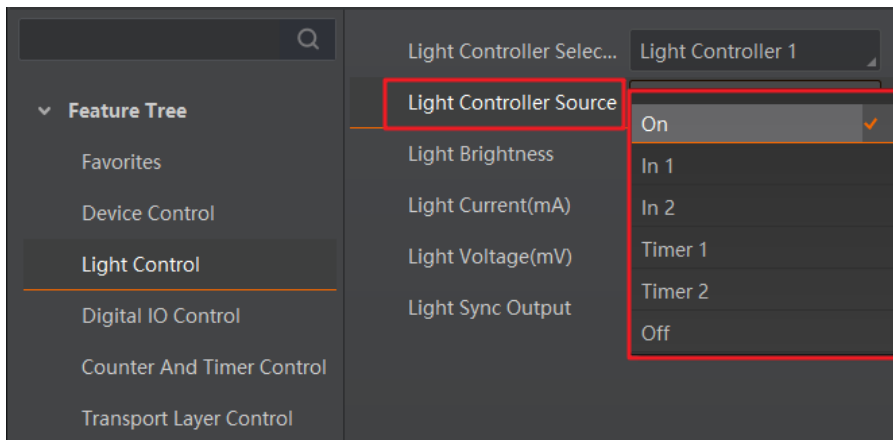 Feature Tree
Favorites
Device Control
Light Control
Digital IO Control
Counter And Timer Control
Transport Layer Control
Light Controller Selec... Light Controller 1
Light Controller Source
Light Brightness
Light Current(mA)
Light Voltage(mV)
Light Sync Output
On
In 1
In 2
Timer 1
Timer 2
Off